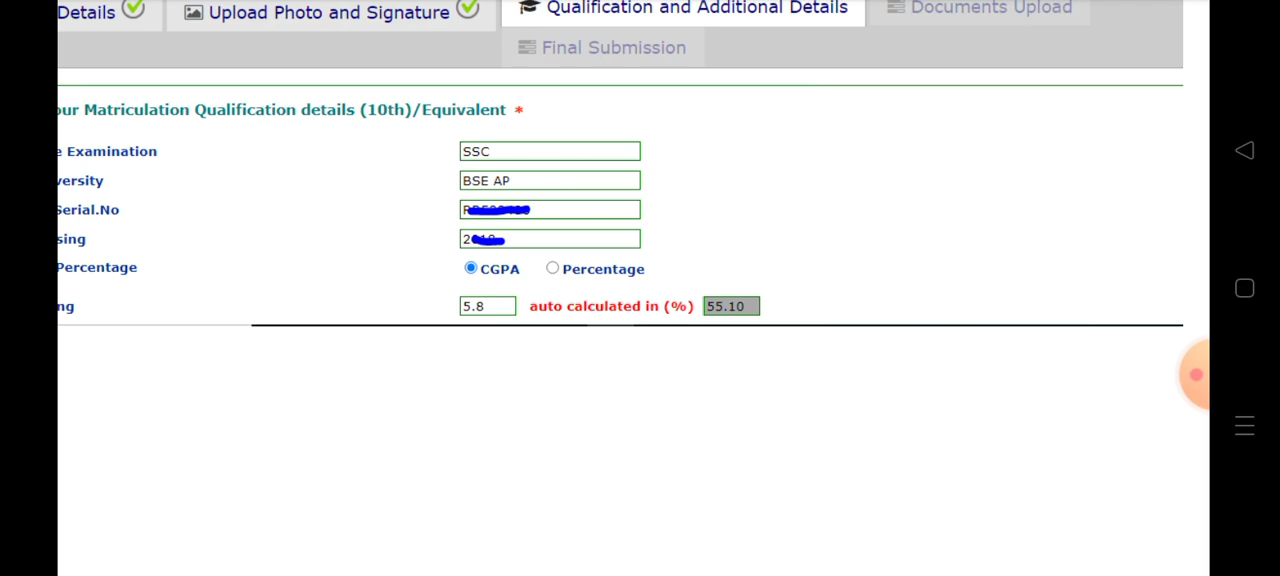 Details
Upload Photo and Signature
Qualification and Additional Details
Documents Upload
Final Submission
our Matriculation Qualification details (10th)/Equivalent *
e Examination SSC
versity BSE AP
Serial.No
sing
Percentage CGPA Percentage
ng 5.8 auto calculated in (%) 55.10